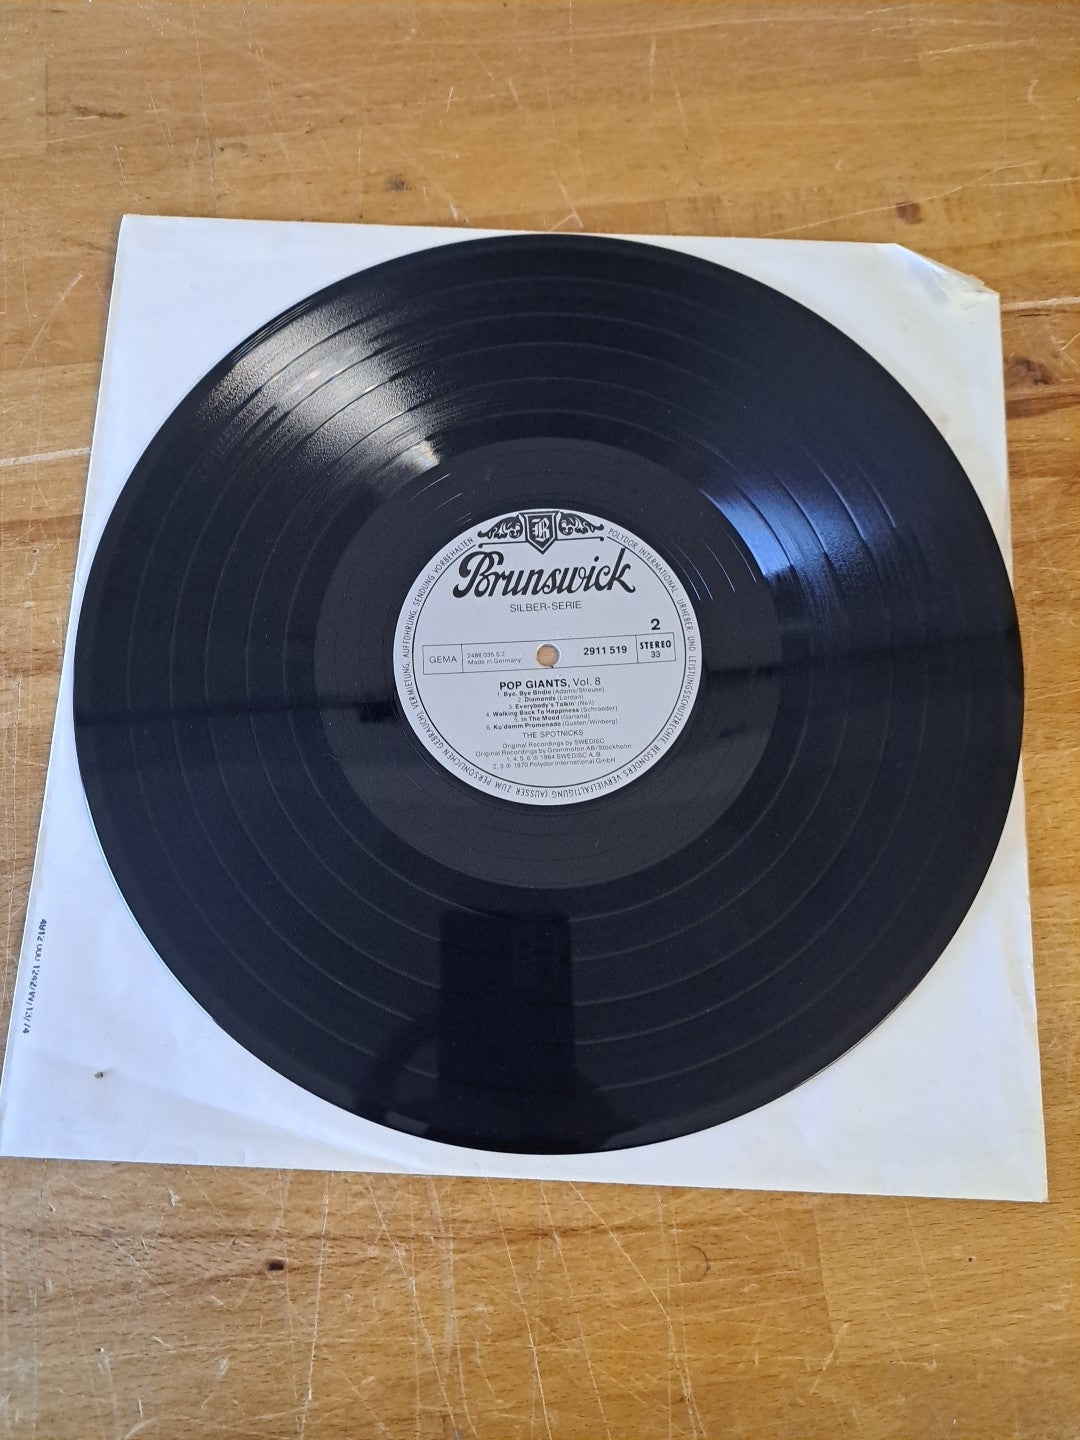 B
Brunswick
SILBER-SERIE
2
GEMA
2488 035 S 2
Made in Germany
2911 519
STEREO
33
POP GIANTS, Vol. 8
1. Bye, Bye Birdie (Adams/Streuse)
2. Diamonds (Lordan)
3. Everybody's Talkin' (Neil)
4. Walking Back To Happiness (Schroeder)
5. In The Mood (Garland)
6. Ku'damm Promenade (Gusten/Winberg)
THE SPOTNICKS
Original Recordings by SWEDISC
Original Recordings by Grammofon AB/Stockholm
1, 4, 5, 6 ℗ 1964 SWEDISC A. B.
2, 3 ℗ 1970 Polydor International GmbH
POLYDOR INTERNATIONAL URHEBER- UND LEISTUNGSSCHUTZRECHTE BESONDERS VERVIELFÄLTIGUNG (AUSSER ZUM PERSÖNLICHEN GEBRAUCH) VERMIETUNG, AUFFÜHRUNG, SENDUNG VORBEHALTEN